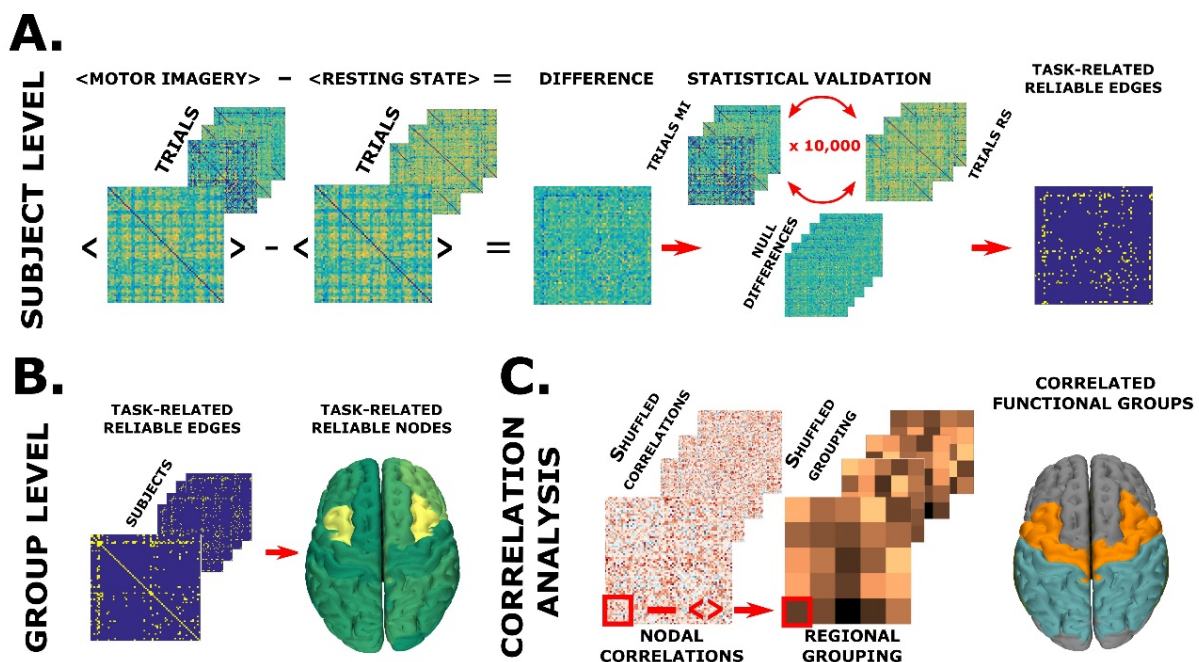 A.
SUBJECT LEVEL
<MOTOR IMAGERY> - <RESTING STATE> = DIFFERENCE
STATISTICAL VALIDATION
TASK-RELATED
RELIABLE EDGES
TRIALS
TRIALS
TRIALS MI
x 10,000
TRIALS RS
< > - < > =
NULL
DIFFERENCES
B.
GROUP LEVEL
TASK-RELATED
RELIABLE EDGES
TASK-RELATED
RELIABLE NODES
SUBJECTS
C.
CORRELATION
ANALYSIS
SHUFFLED
CORRELATIONS
SHUFFLED
GROUPING
CORRELATED
FUNCTIONAL GROUPS
<>
NODAL
CORRELATIONS
REGIONAL
GROUPING